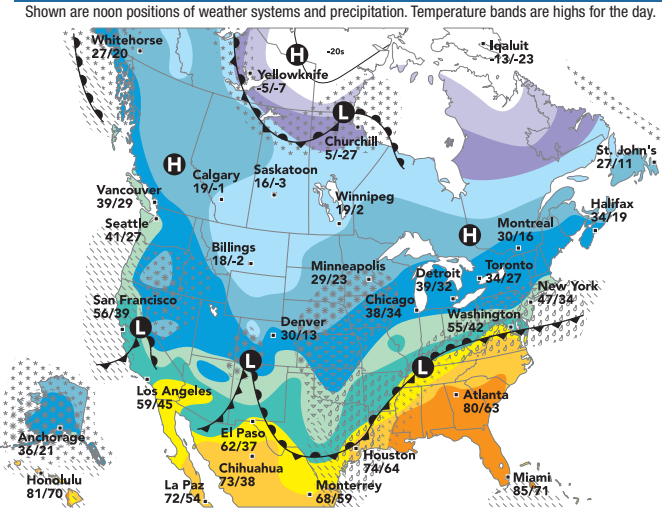 Shown are noon positions of weather systems and precipitation. Temperature bands are highs for the day.
Whitehorse
27/20
H
-20s
Iqaluit
-13/-23
Yellowknife
-5/-7
L
Churchill
5/-27
St. John's
27/11
H
Calgary
19/-1
Saskatoon
16/-3
Vancouver
39/29
Winnipeg
19/2
Halifax
34/19
Seattle
41/27
H
Montreal
30/16
Billings
18/-2
Minneapolis
29/23
Detroit
39/32
Toronto
34/27
San Francisco
56/39
Chicago
38/34
New York
47/34
Washington
55/42
L
Denver
30/13
L
L
Los Angeles
59/45
Atlanta
80/63
Anchorage
36/21
El Paso
62/37
Houston
74/64
Chihuahua
73/38
Honolulu
81/70
La Paz
72/54
Monterrey
68/59
Miami
85/71